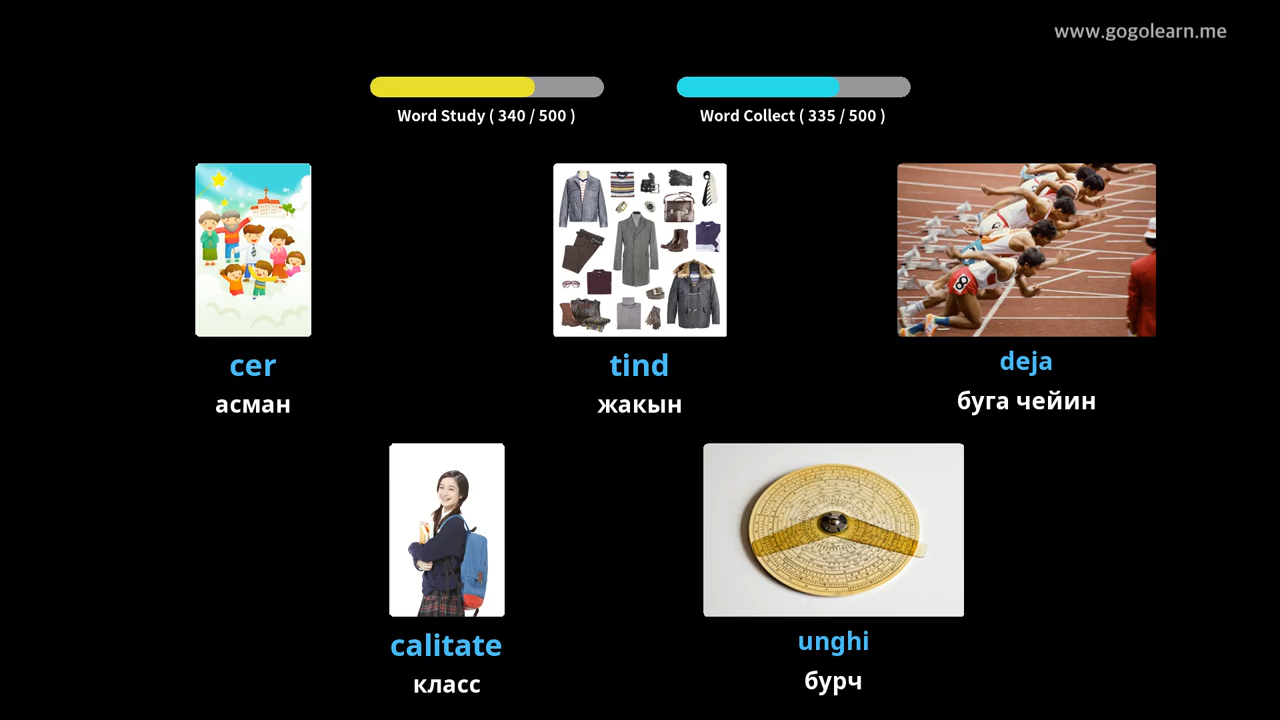 www.gogolearn.me
Word Study ( 340 / 500 )
Word Collect ( 335 / 500 )
cer
асман
tind
жакын
deja
буга чейин
calitate
класс
unghi
бурч